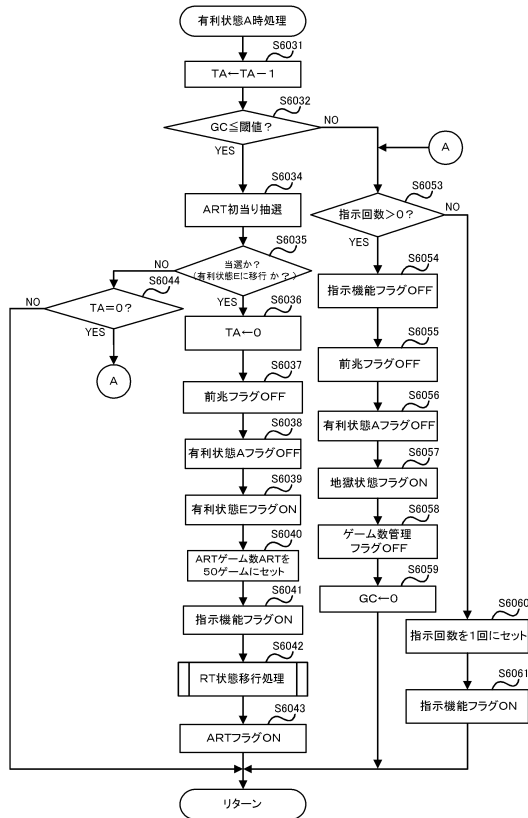 有利状態A時処理
S6031
TA←TA－1
S6032
GC≦閾値？
NO
YES
A
S6034
ART初当り抽選
S6053
指示回数＞0？
NO
YES
S6035
当選か？
（有利状態Eに移行か？）
NO
YES
S6044
TA＝0？
NO
YES
A
S6036
TA←0
S6054
指示機能フラグOFF
S6037
前兆フラグOFF
S6055
前兆フラグOFF
S6038
有利状態AフラグOFF
S6056
有利状態AフラグOFF
S6039
有利状態EフラグON
S6057
地獄状態フラグON
S6040
ARTゲーム数ARTを
50ゲームにセット
S6058
ゲーム数管理
フラグOFF
S6041
指示機能フラグON
S6059
GC←0
S6042
RT状態移行処理
S6060
指示回数を1回にセット
S6043
ARTフラグON
S6061
指示機能フラグON
リターン